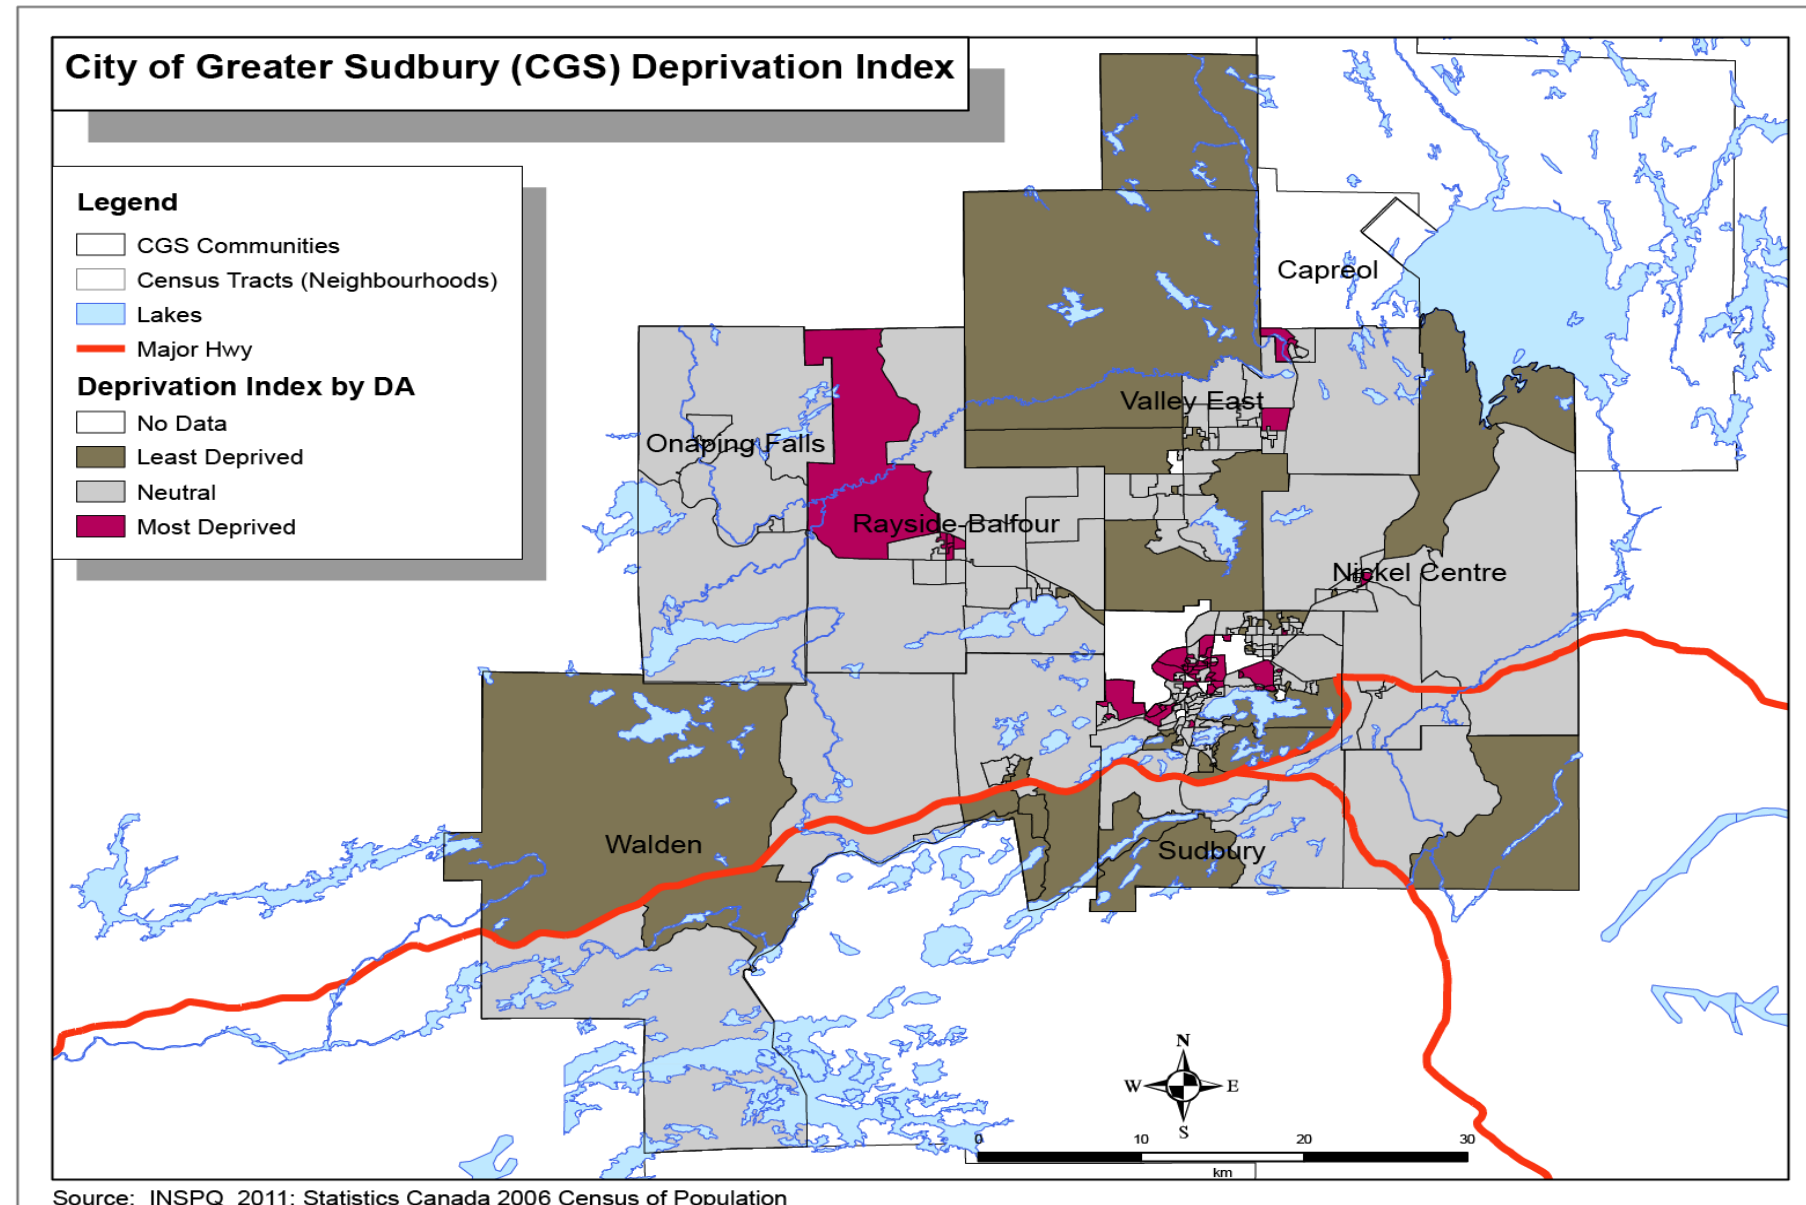 City of Greater Sudbury (CGS) Deprivation Index
Legend
CGS Communities
Census Tracts (Neighbourhoods)
Lakes
Major Hwy
Deprivation Index by DA
No Data
Least Deprived
Neutral
Most Deprived
Capreol
Valley East
Onaping Falls
Rayside-Balfour
Nickel Centre
Walden
Sudbury
N
W E
S
0 10 20 30
km
Source: INSPQ 2011; Statistics Canada 2006 Census of Population